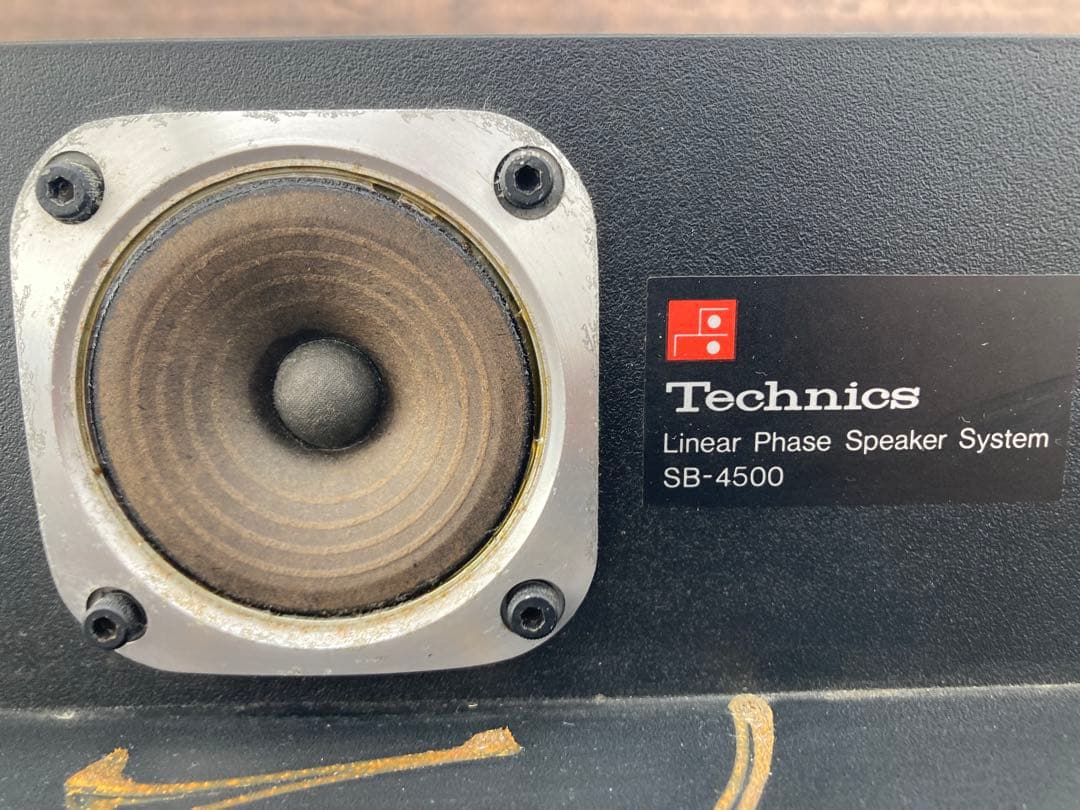 Technics
Linear Phase Speaker System
SB-4500